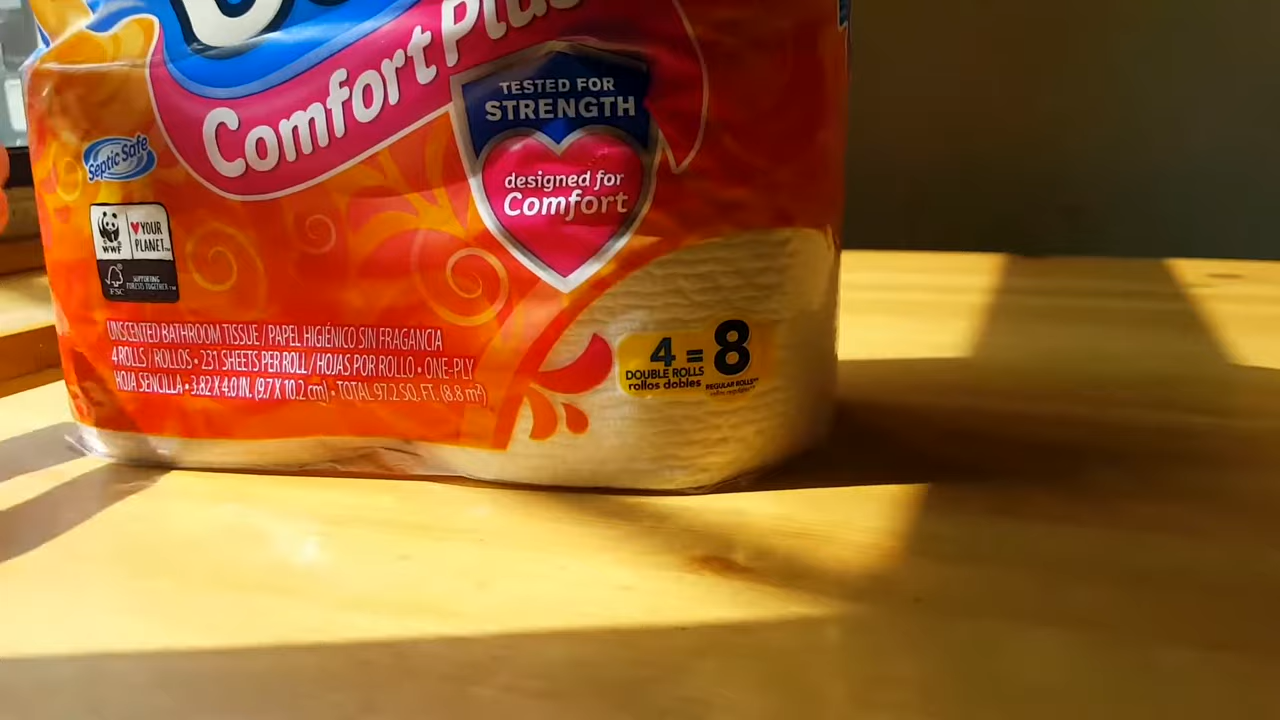 Comfort Plus
TESTED FOR
STRENGTH
designed for
Comfort
Septic Safe
WWF
YOUR
PLANET
FSC
SUPPORTING
FORESTS TOGETHER™
UNSCENTED BATHROOM TISSUE / PAPEL HIGIÉNICO SIN FRAGANCIA
4 ROLLS / ROLLOS • 231 SHEETS PER ROLL / HOJAS POR ROLLO • ONE-PLY
HOJA SENCILLA • 3.82 X 4.0 IN. (9.7 X 10.2 cm) • TOTAL 97.2 SQ. FT. (8.8 m²)
4 = 8
DOUBLE ROLLS
rollos dobles
REGULAR ROLLS